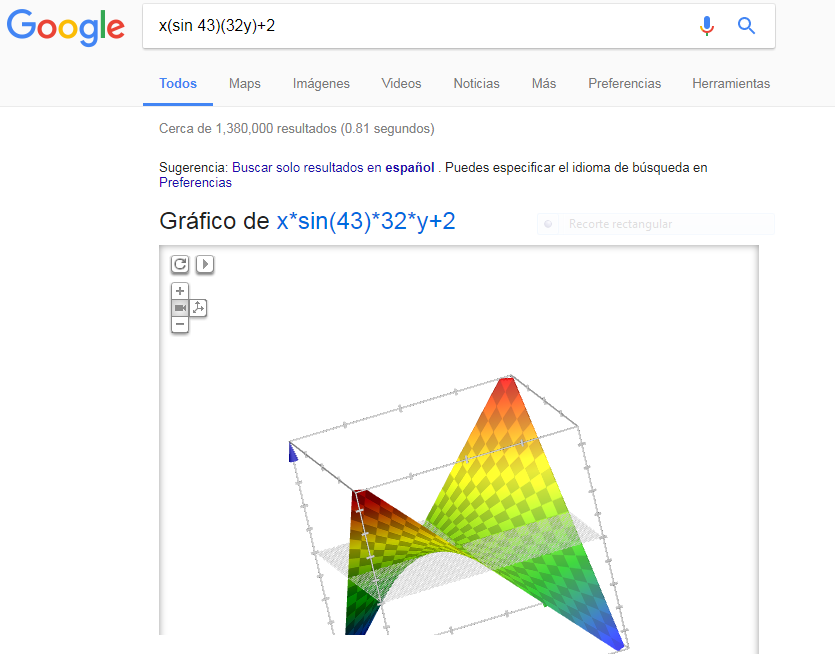 Google
x(sin 43)(32y)+2
Todos Maps Imágenes Videos Noticias Más Preferencias Herramientas
Cerca de 1,380,000 resultados (0.81 segundos)
Sugerencia: Buscar solo resultados en español . Puedes especificar el idioma de búsqueda en
Preferencias
Gráfico de x*sin(43)*32*y+2
Recorte rectangular